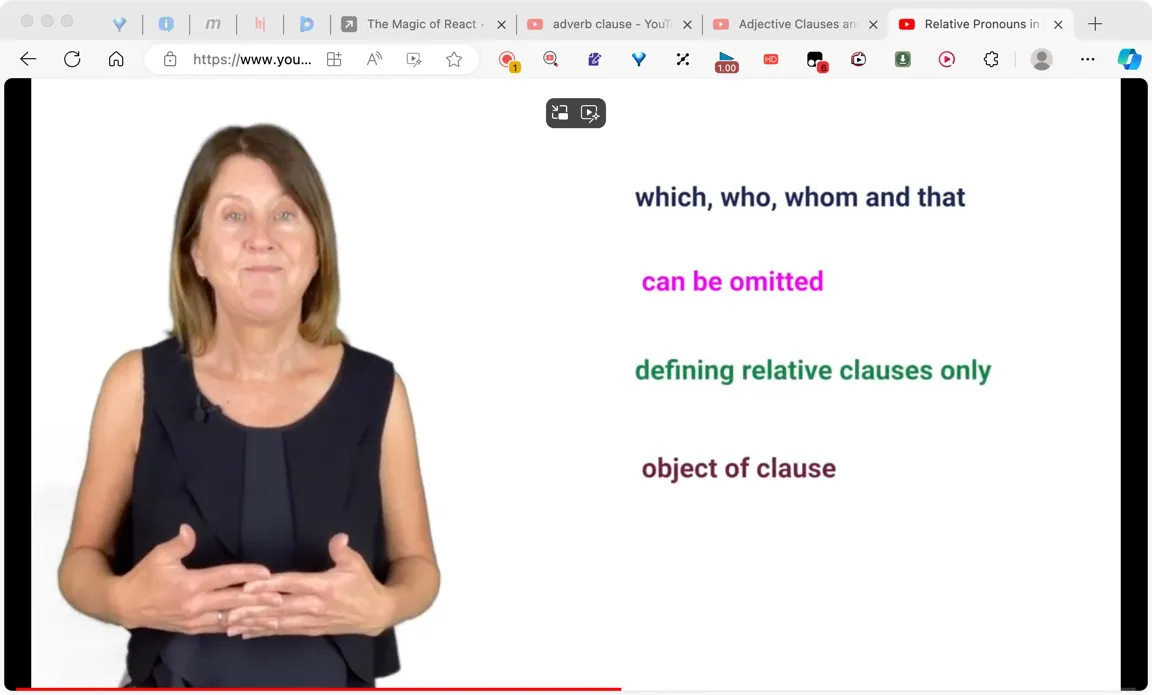 m
hj
The Magic of React -
adverb clause - YouT
Adjective Clauses an
Relative Pronouns in
https://www.you...
A
1
1.00
HD
6
which, who, whom and that
can be omitted
defining relative clauses only
object of clause